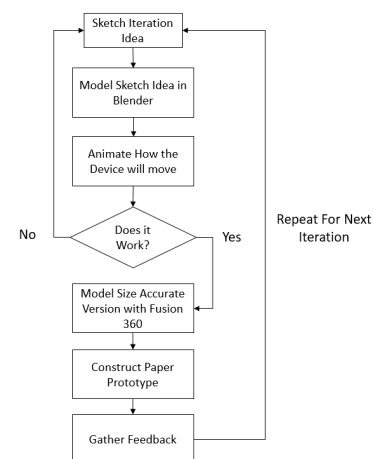 Sketch Iteration
Idea
Model Sketch Idea in
Blender
Animate How the
Device will move
Does it
Work?
No
Yes
Repeat For Next
Iteration
Model Size Accurate
Version with Fusion
360
Construct Paper
Prototype
Gather Feedback